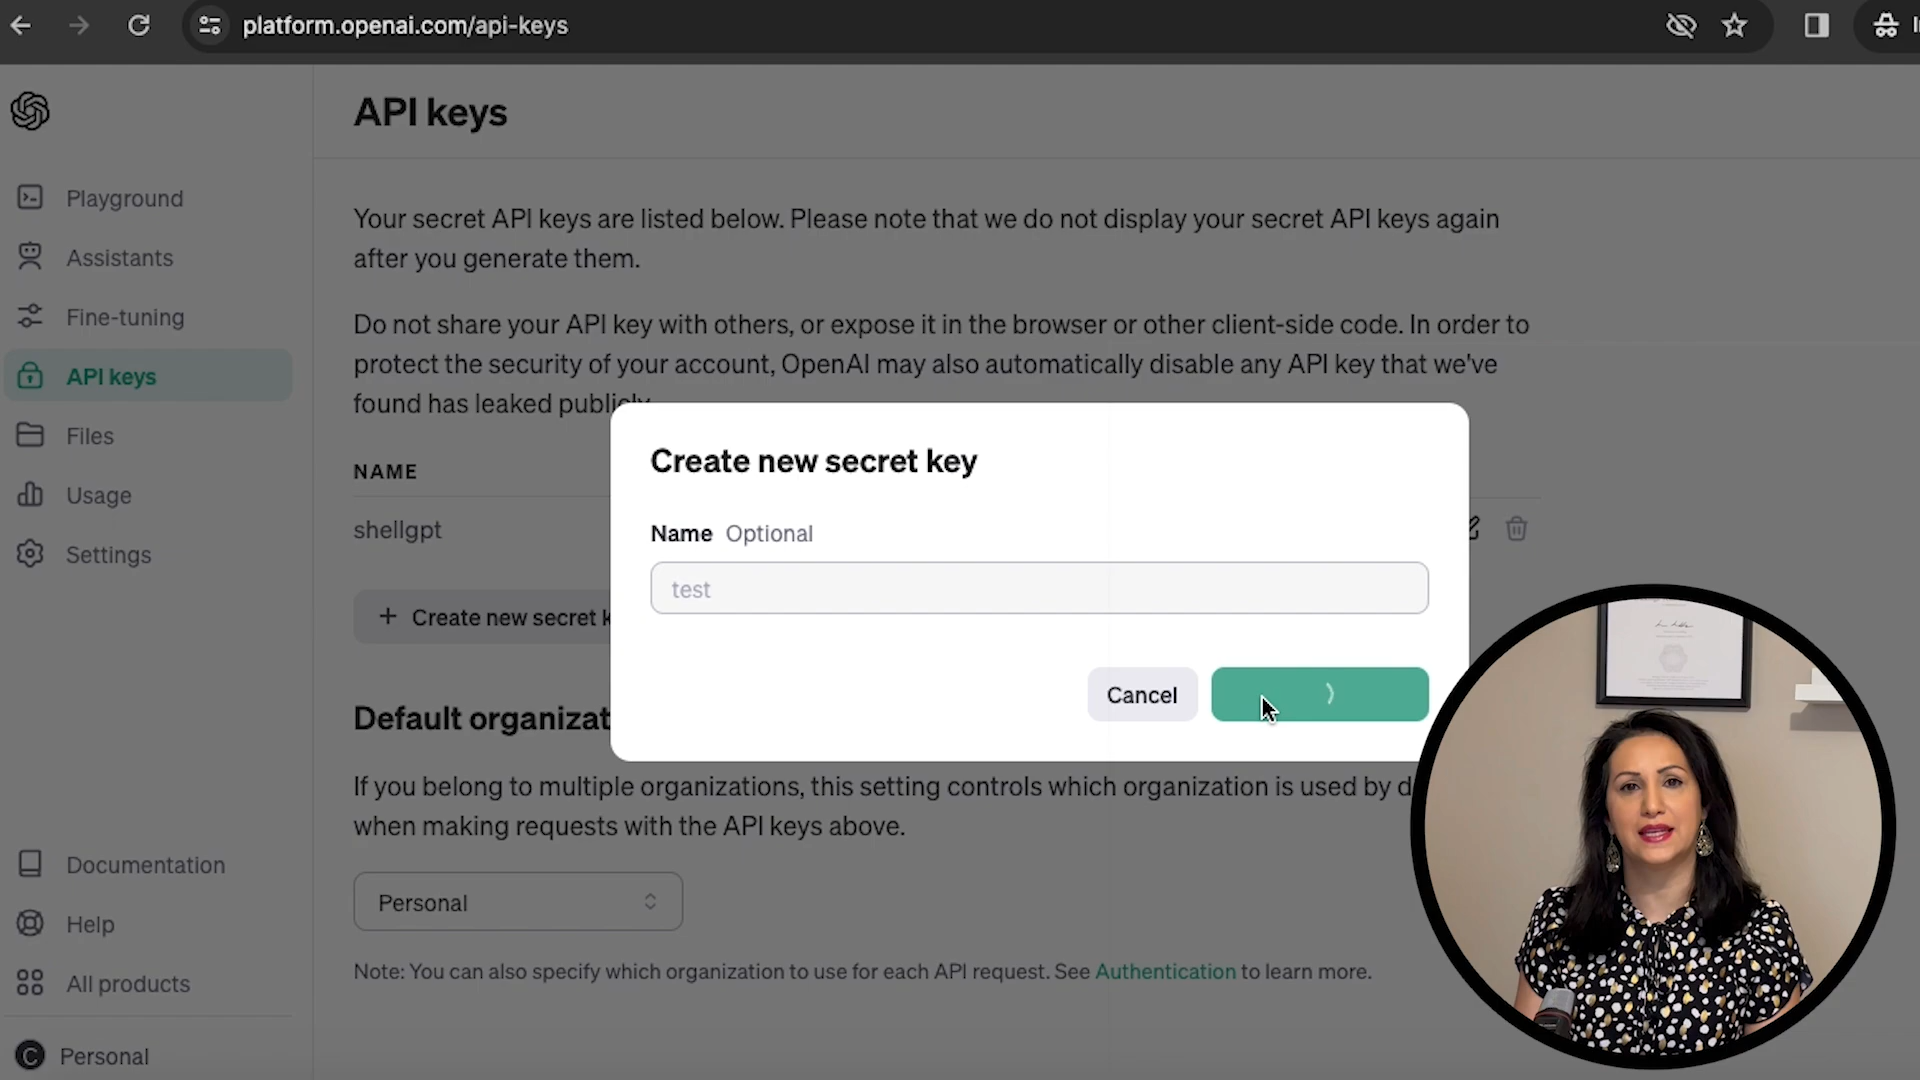 platform.openai.com/api-keys
API keys
Playground
Assistants
Fine-tuning
API keys
Files
Usage
Settings
Documentation
Help
All products
Personal
Your secret API keys are listed below. Please note that we do not display your secret API keys again
after you generate them.
Do not share your API key with others, or expose it in the browser or other client-side code. In order to
protect the security of your account, OpenAI may also automatically disable any API key that we've
found has leaked publicly.
NAME
shellgpt
+ Create new secret k
Create new secret key
Name Optional
test
Cancel
Default organizat
If you belong to multiple organizations, this setting controls which organization is used by d
when making requests with the API keys above.
Personal
Note: You can also specify which organization to use for each API request. See Authentication to learn more.